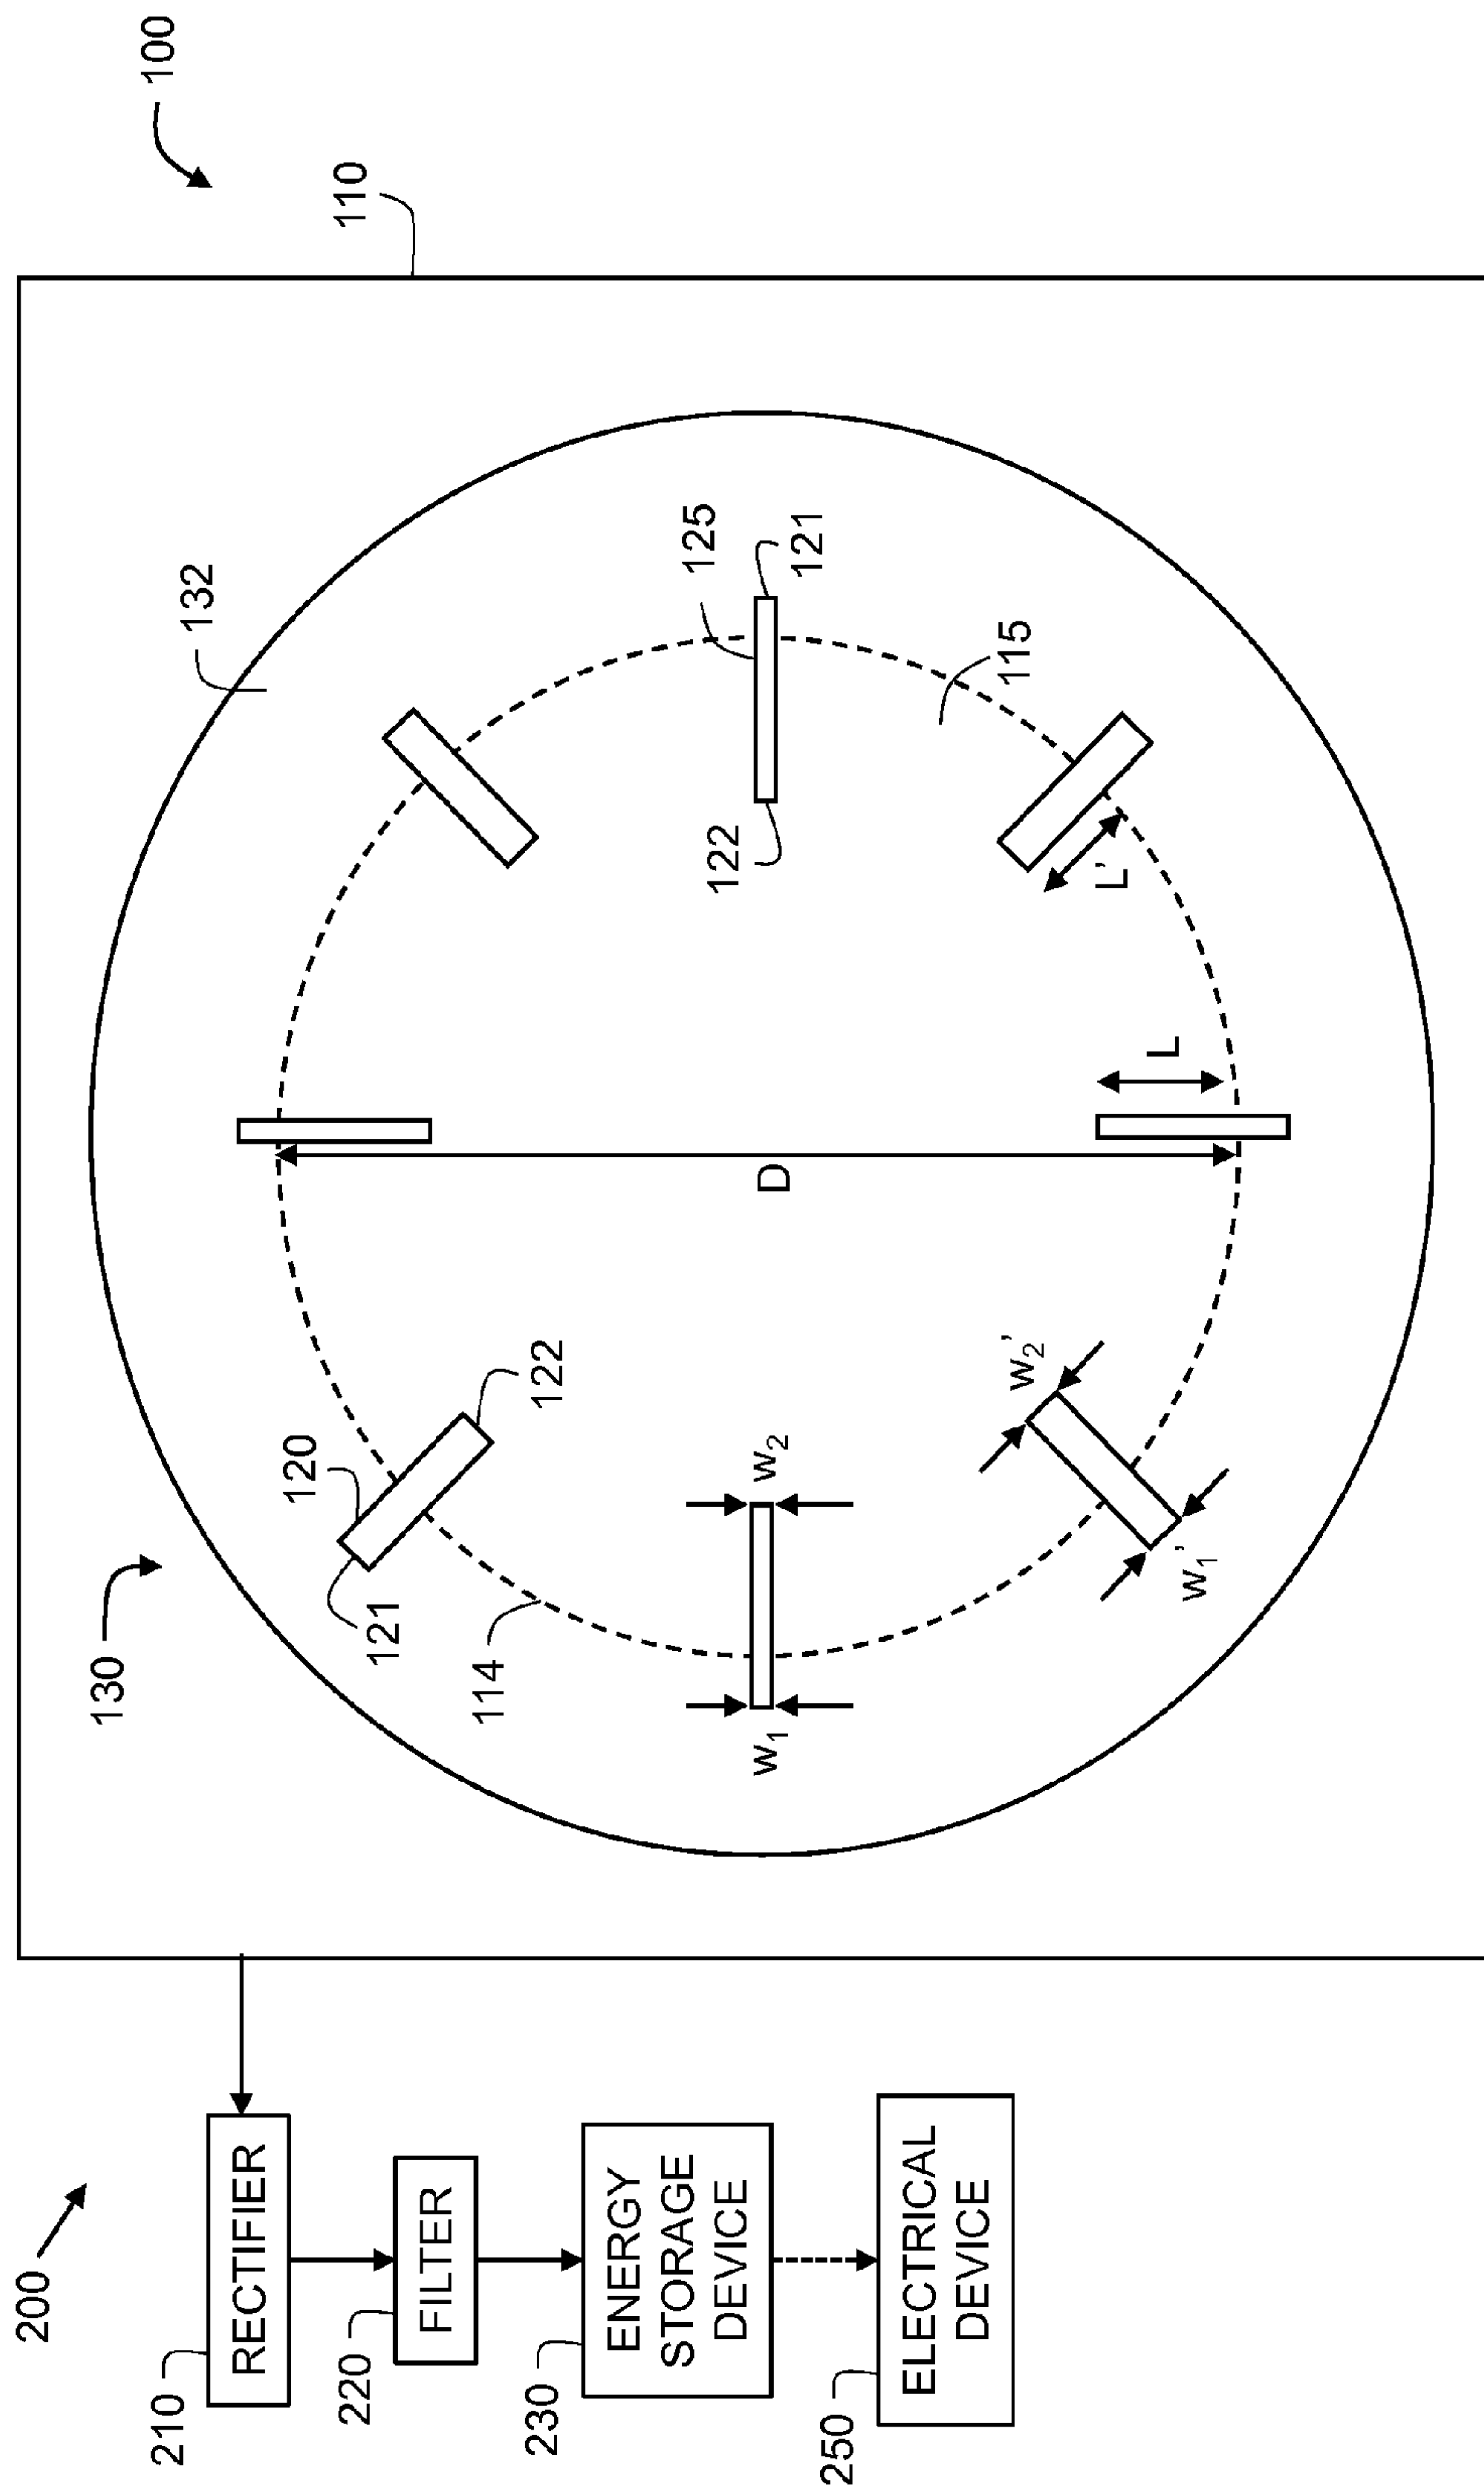 200
210
RECTIFIER
220
FILTER
230
ENERGY
STORAGE
DEVICE
250
ELECTRICAL
DEVICE
130
132
110
100
120
121
122
114
125
122
121
115
D
L
L'
w1
w2
w1'
w2'